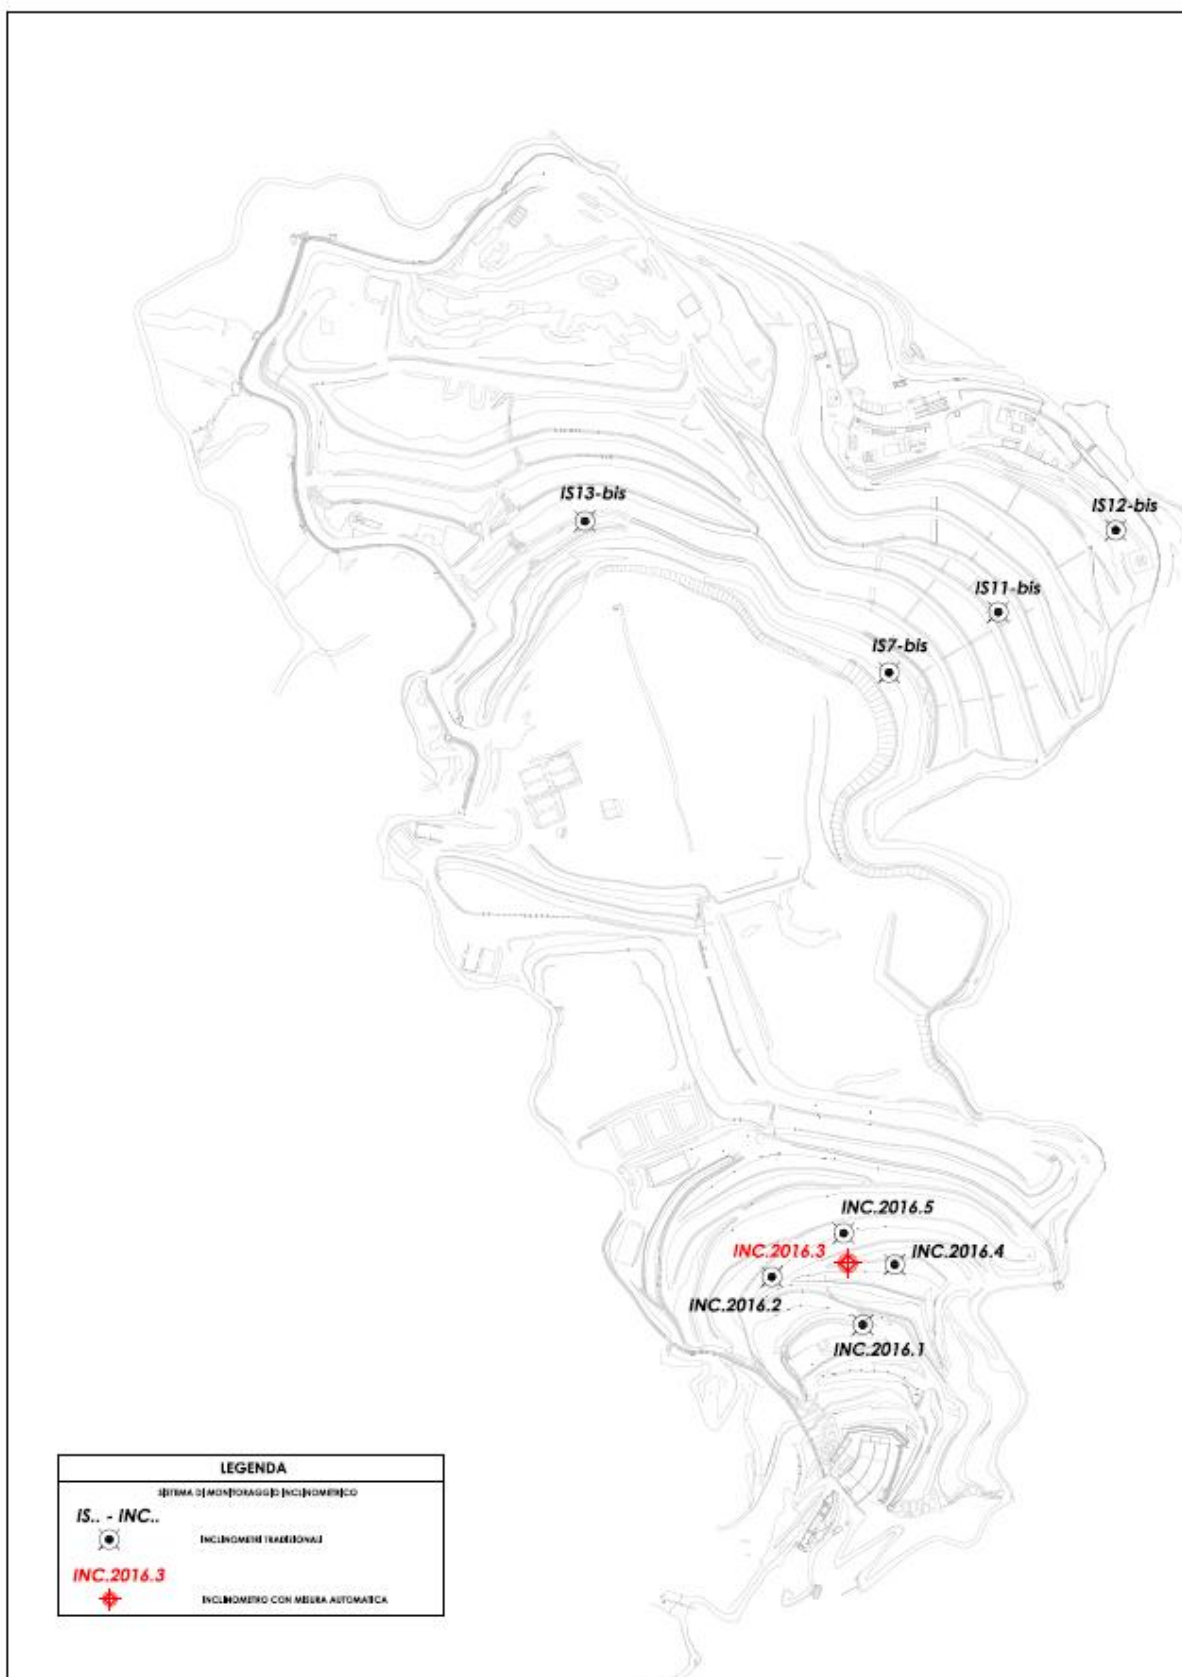 IS13-bis
IS12-bis
IS11-bis
IS7-bis
INC.2016.5
INC.2016.3
INC.2016.4
INC.2016.2
INC.2016.1
LEGENDA
SISTEMA DI MONITORAGGIO INCLINOMETRICO
IS.. - INC..
INCLINOMETRI TRADIZIONALI
INC.2016.3
INCLINOMETRO CON MISURA AUTOMATICA